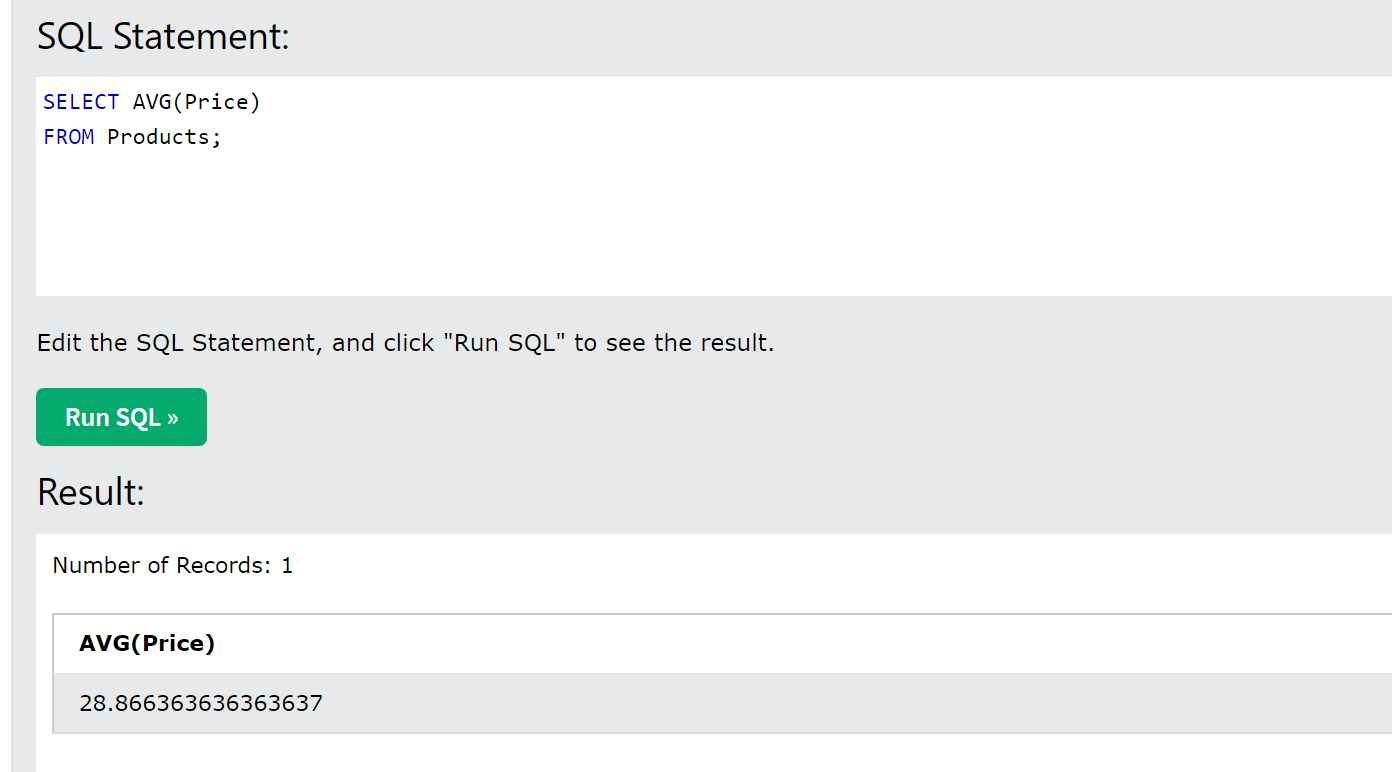 SQL Statement:
SELECT AVG(Price)
FROM Products;
Edit the SQL Statement, and click "Run SQL" to see the result.
Run SQL »
Result:
Number of Records: 1
AVG(Price)
28.866363636363637